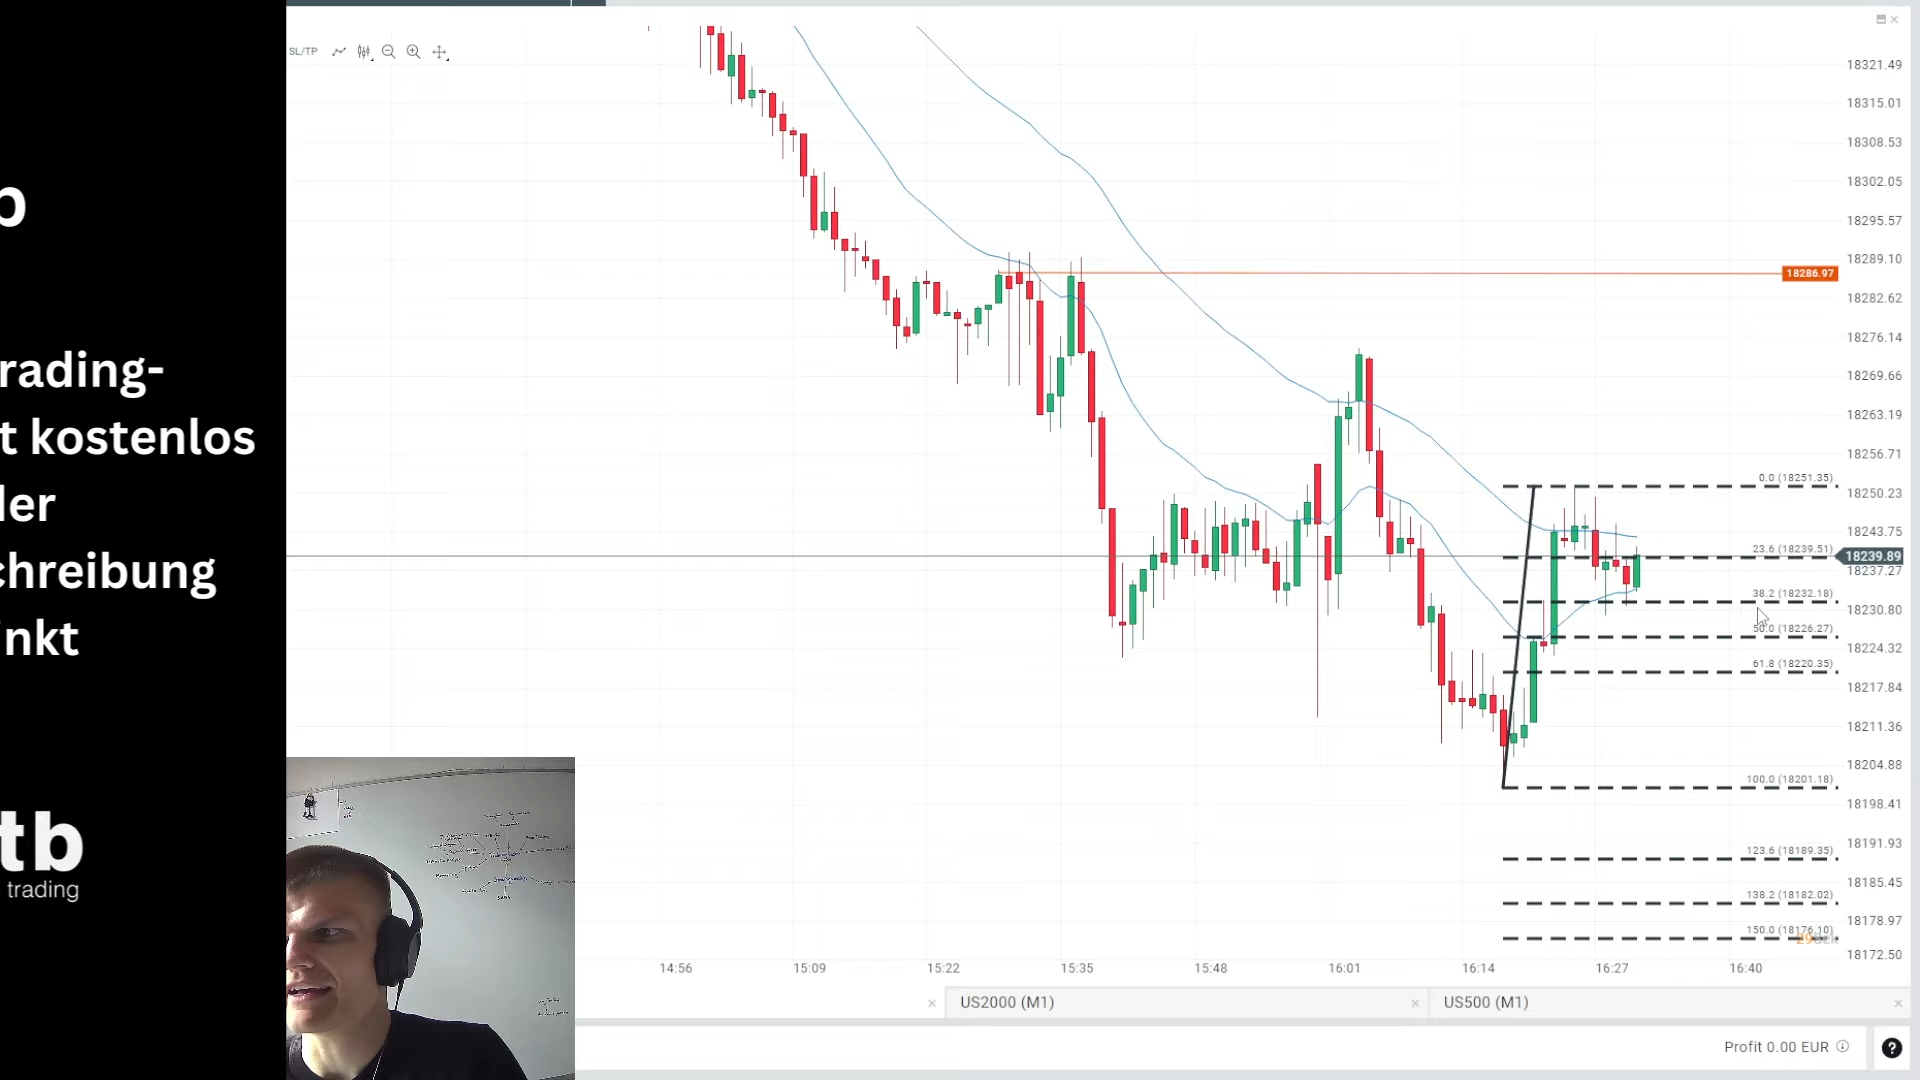 SL/TP
b
rading-
t kostenlos
der
chreibung
inkt
tb
trading
18321.49
18315.01
18308.53
18302.05
18295.57
18289.10
18286.97
18282.62
18276.14
18269.66
18263.19
18256.71
0.0 (18251.35)
18250.23
18243.75
23.6 (18239.51)
18239.89
18237.27
38.2 (18232.18)
18230.80
50.0 (18226.27)
18224.32
61.8 (18220.35)
18217.84
18211.36
18204.88
100.0 (18201.18)
18198.41
18191.93
123.6 (18189.35)
18185.45
138.2 (18182.02)
18178.97
150.0 (18176.10)
18172.50
14:56 15:09 15:22 15:35 15:48 16:01 16:14 16:27 16:40
US2000 (M1) US500 (M1)
Profit 0.00 EUR